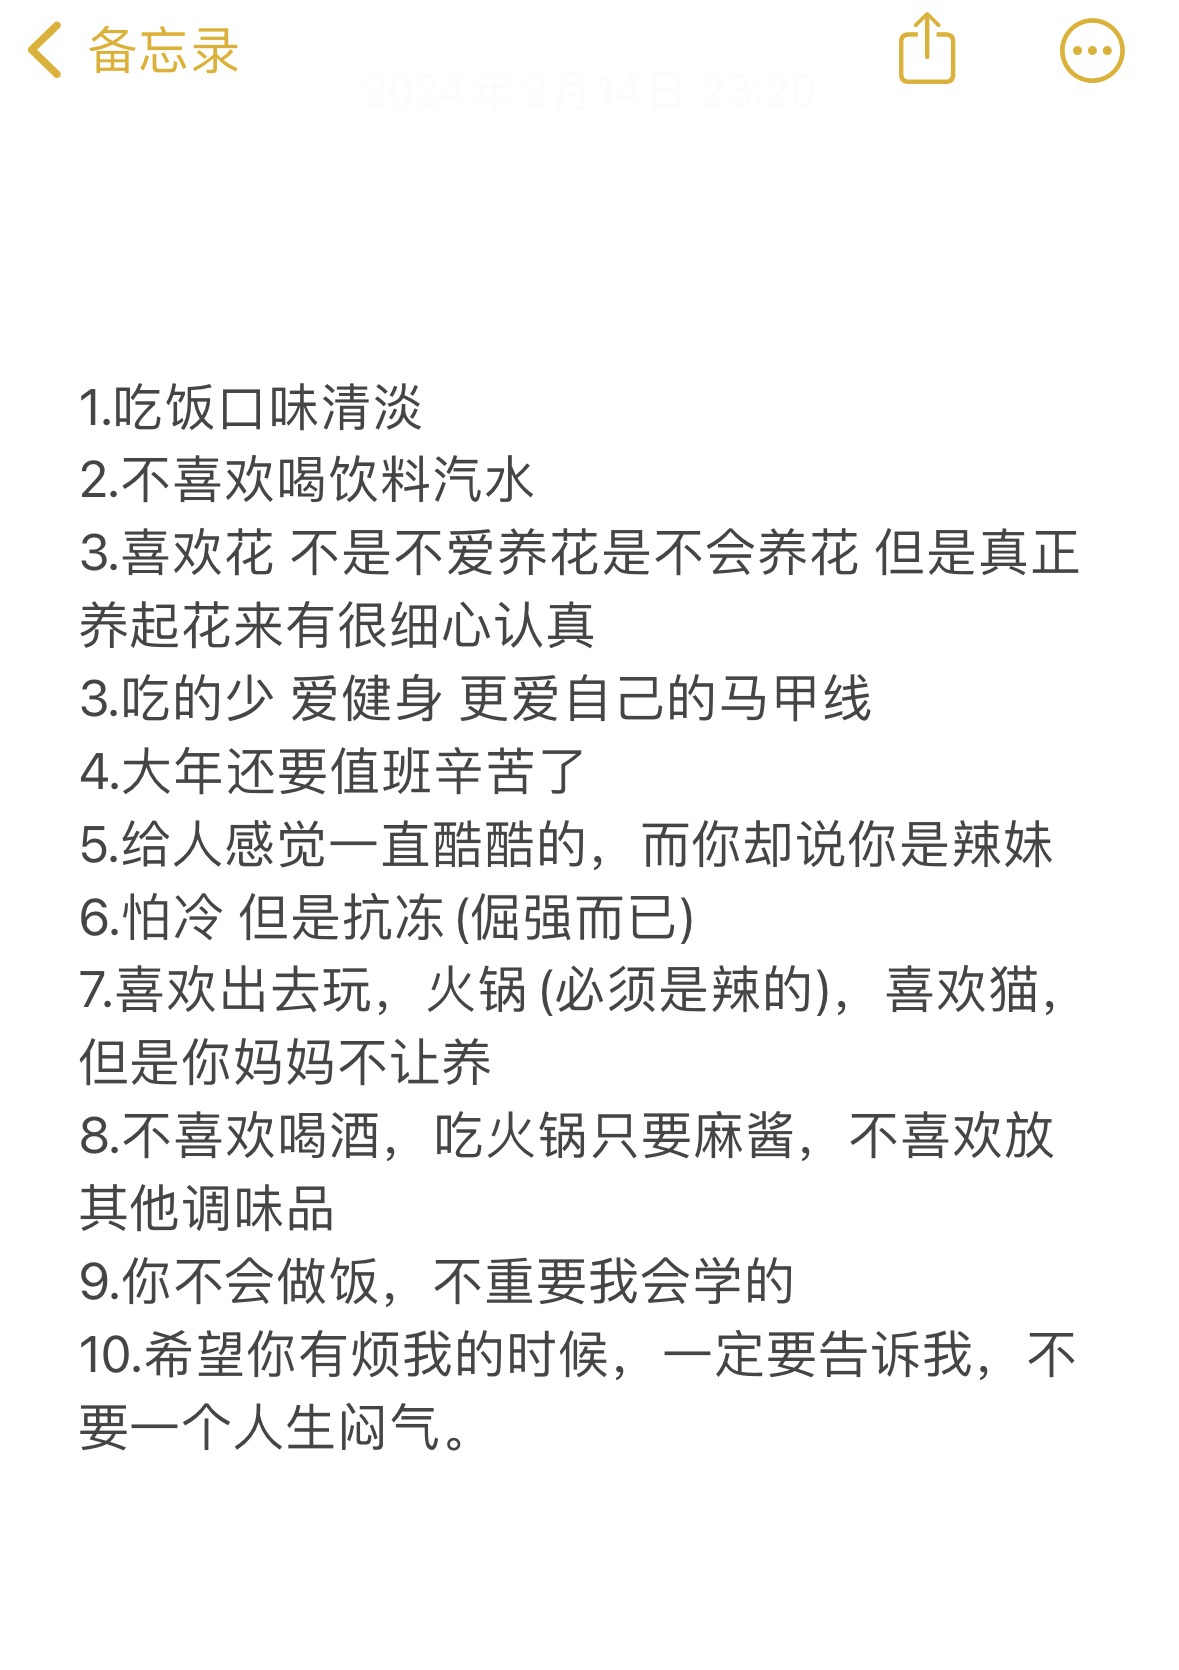 备忘录
2024年2月14日 23:20
1.吃饭口味清淡
2.不喜欢喝饮料汽水
3.喜欢花 不是不爱养花是不会养花 但是真正
养起花来有很细心认真
3.吃的少 爱健身 更爱自己的马甲线
4.大年还要值班辛苦了
5.给人感觉一直酷酷的，而你却说你是辣妹
6.怕冷 但是抗冻 (倔强而已)
7.喜欢出去玩，火锅 (必须是辣的)，喜欢猫，
但是你妈妈不让养
8.不喜欢喝酒，吃火锅只要麻酱，不喜欢放
其他调味品
9.你不会做饭，不重要我会学的
10.希望你有烦我的时候，一定要告诉我，不
要一个人生闷气。